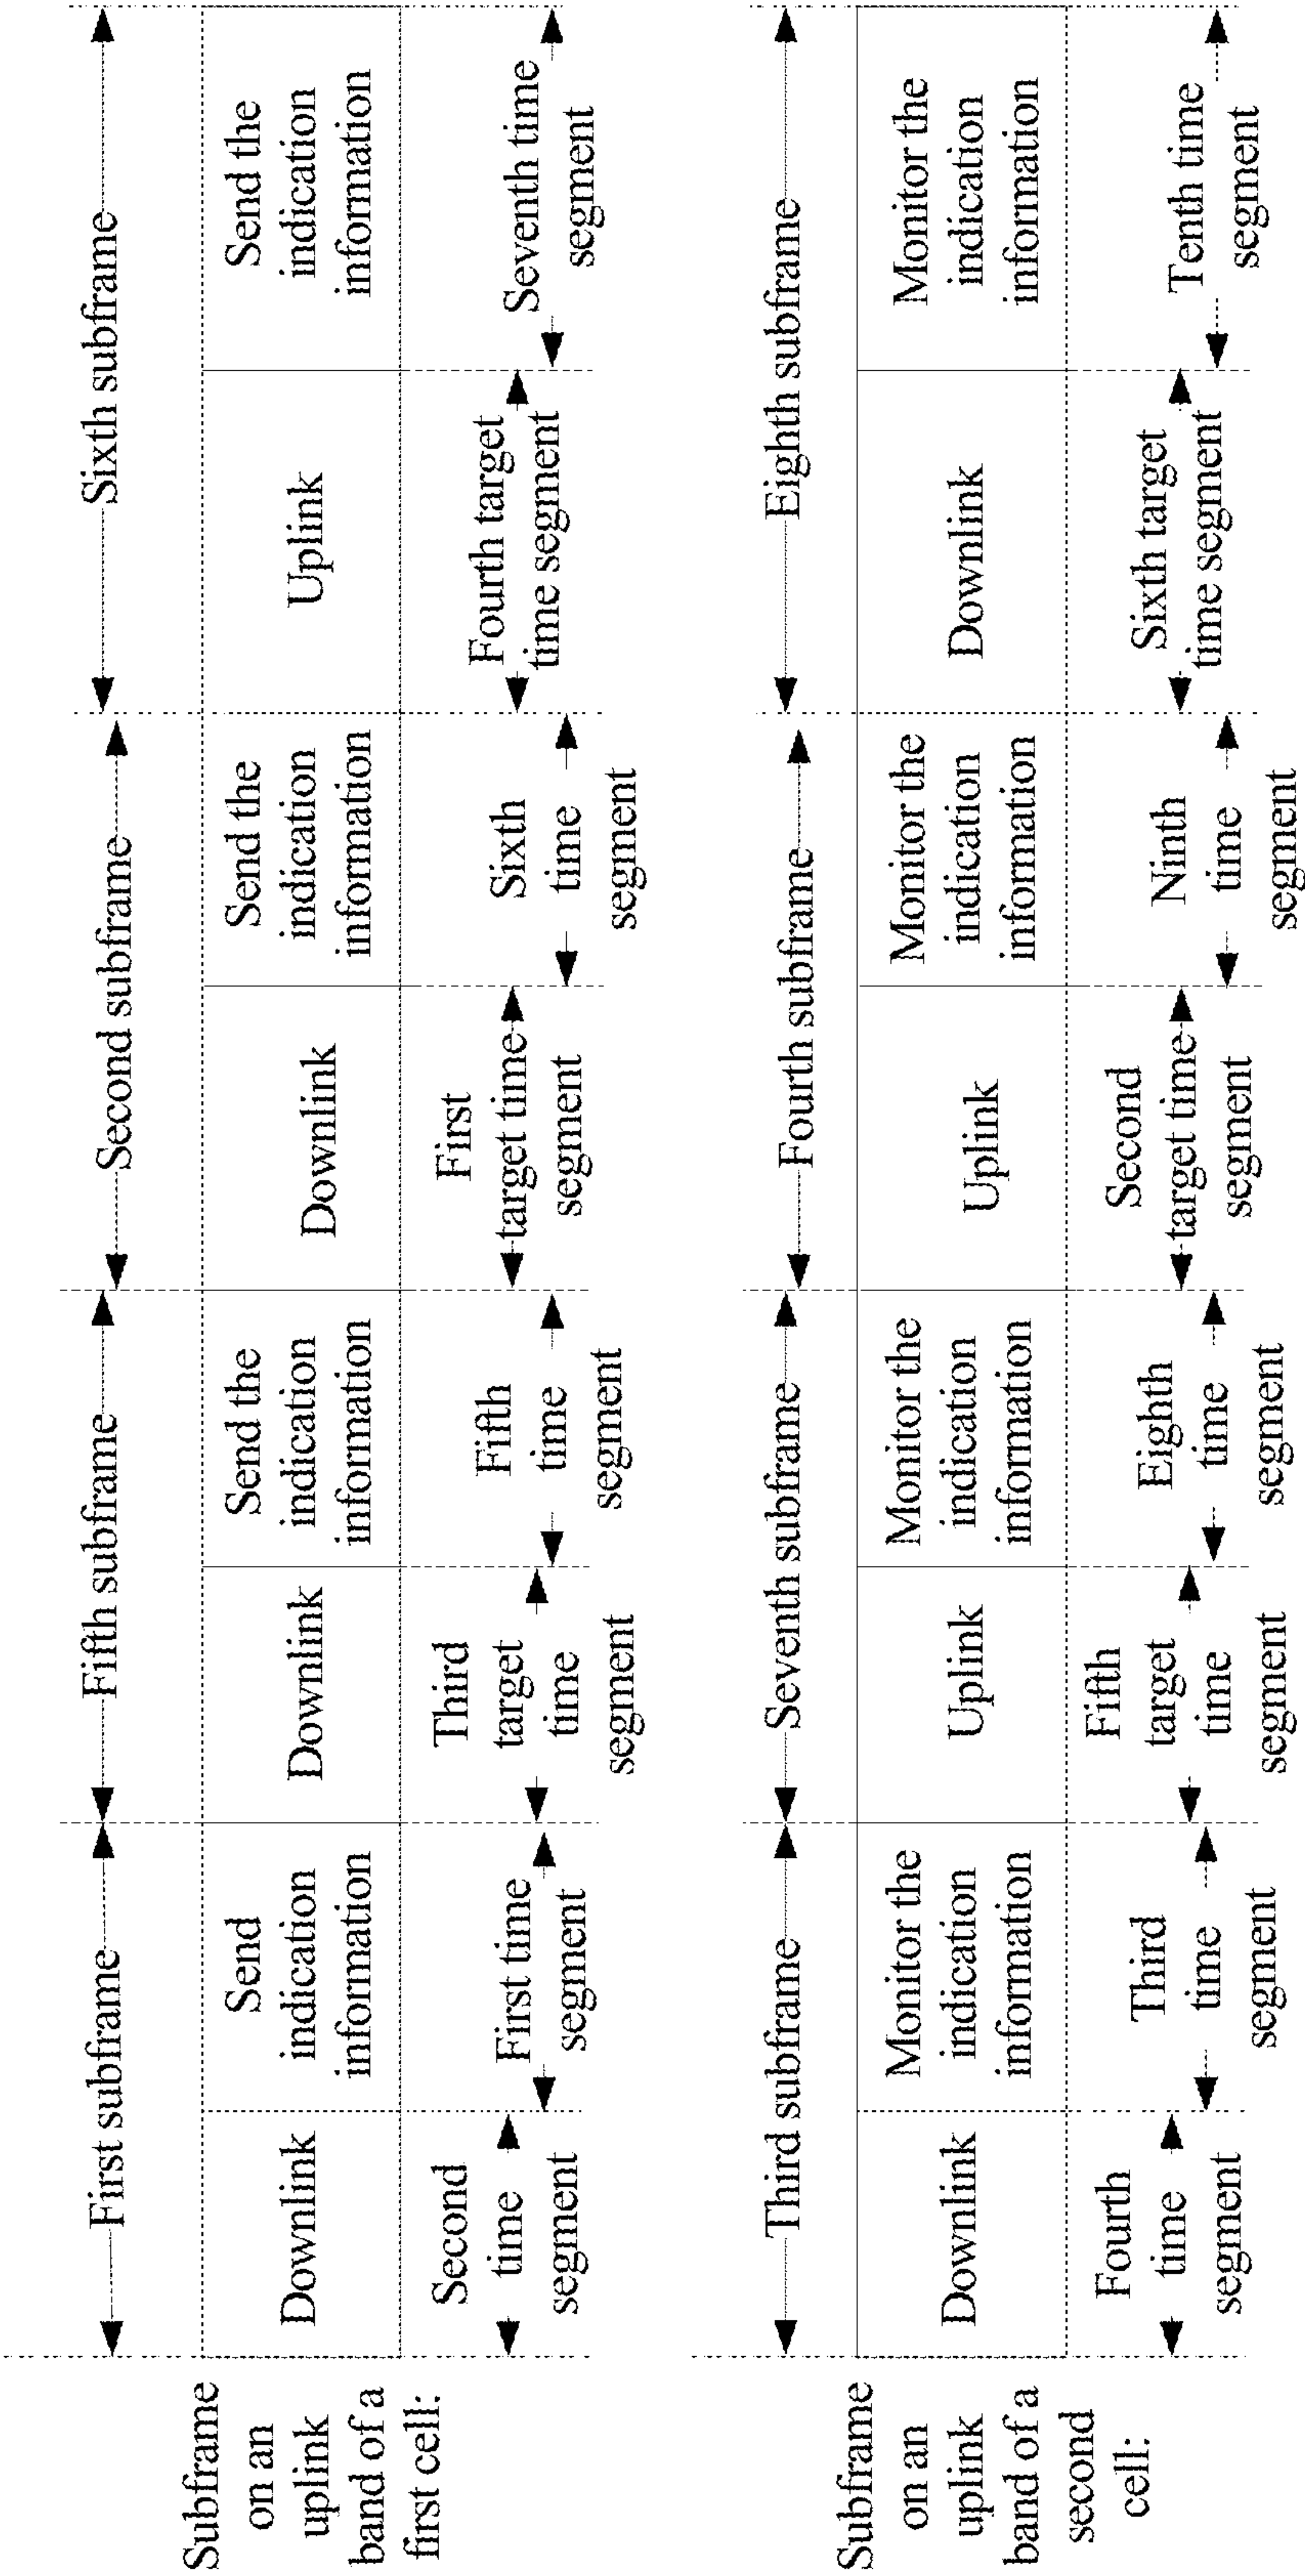 First subframe
Fifth subframe
Second subframe
Sixth subframe
Subframe
on an
uplink
band of a
first cell:
Downlink
Send
indication
information
Downlink
Send the
indication
information
Downlink
Send the
indication
information
Uplink
Send the
indication
information
Second
time
segment
First time
segment
Third
target
time
segment
Fifth
time
segment
First
target time
segment
Sixth
time
segment
Fourth target
time segment
Seventh time
segment
Third subframe
Seventh subframe
Fourth subframe
Eighth subframe
Subframe
on an
uplink
band of a
second
cell:
Downlink
Monitor the
indication
information
Uplink
Monitor the
indication
information
Uplink
Monitor the
indication
information
Downlink
Monitor the
indication
information
Fourth
time
segment
Third
time
segment
Fifth
target
time
segment
Eighth
time
segment
Second
target time
segment
Ninth
time
segment
Sixth target
time segment
Tenth time
segment